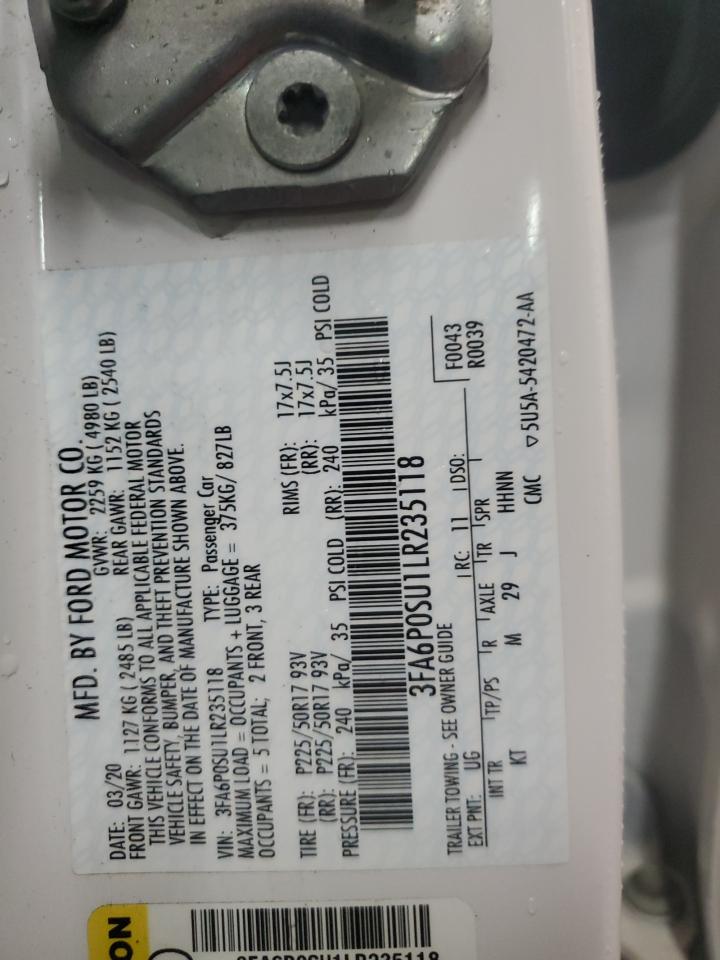 MFD. BY FORD MOTOR CO.
DATE: 03/20 GVWR: 2259 KG ( 4980 LB)
FRONT GAWR: 1127 KG ( 2485 LB) REAR GAWR: 1152 KG ( 2540 LB)
THIS VEHICLE CONFORMS TO ALL APPLICABLE FEDERAL MOTOR
VEHICLE SAFETY, BUMPER, AND THEFT PREVENTION STANDARDS
IN EFFECT ON THE DATE OF MANUFACTURE SHOWN ABOVE.
VIN: 3FA6P0SU1LR235118 TYPE: Passenger Car
MAXIMUM LOAD = OCCUPANTS + LUGGAGE = 375KG/ 827LB
OCCUPANTS = 5 TOTAL; 2 FRONT, 3 REAR
TIRE (FR): P225/50R17 93V RIMS (FR): 17x7.5J
(RR): P225/50R17 93V (RR): 17x7.5J
PRESSURE (FR): 240 kPa/ 35 PSI COLD (RR): 240 kPa/ 35 PSI COLD
3FA6P0SU1LR235118
F0043
TRAILER TOWING - SEE OWNER GUIDE RC: 11 DSO: R0039
EXT PNT: UG
INT TR TP/PS R AXLE TR SPR
KT M 29 J HHNN
CMC ▽5U5A-5420472-AA
ON
3FA6P0SU1LR235118